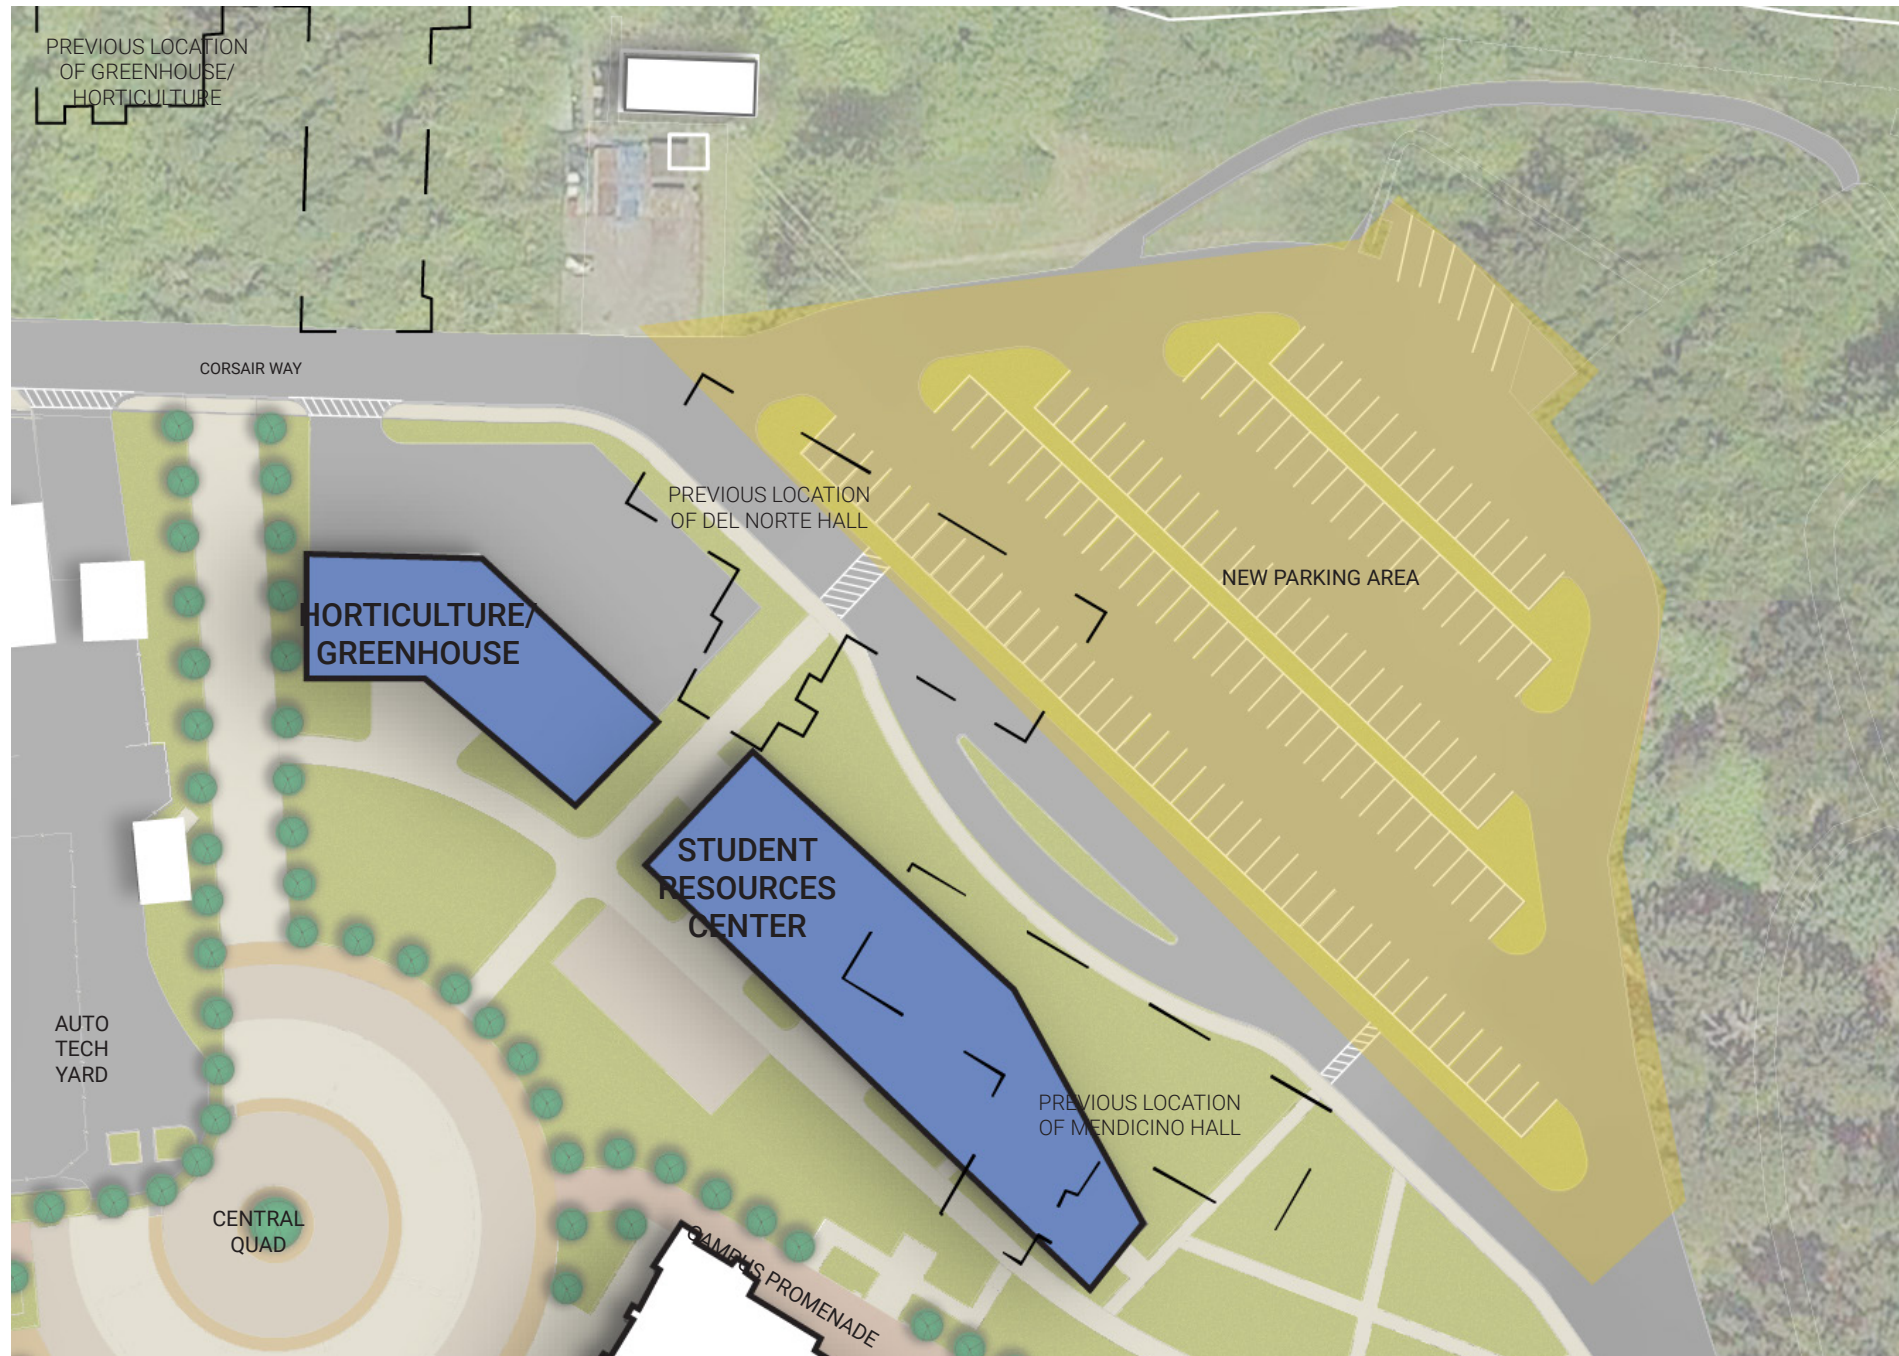 PREVIOUS LOCATION
OF GREENHOUSE/
HORTICULTURE
CORSAIR WAY
PREVIOUS LOCATION
OF DEL NORTE HALL
NEW PARKING AREA
HORTICULTURE/
GREENHOUSE
STUDENT
RESOURCES
CENTER
AUTO
TECH
YARD
PREVIOUS LOCATION
OF MENDICINO HALL
CENTRAL
QUAD
CAMPUS PROMENADE